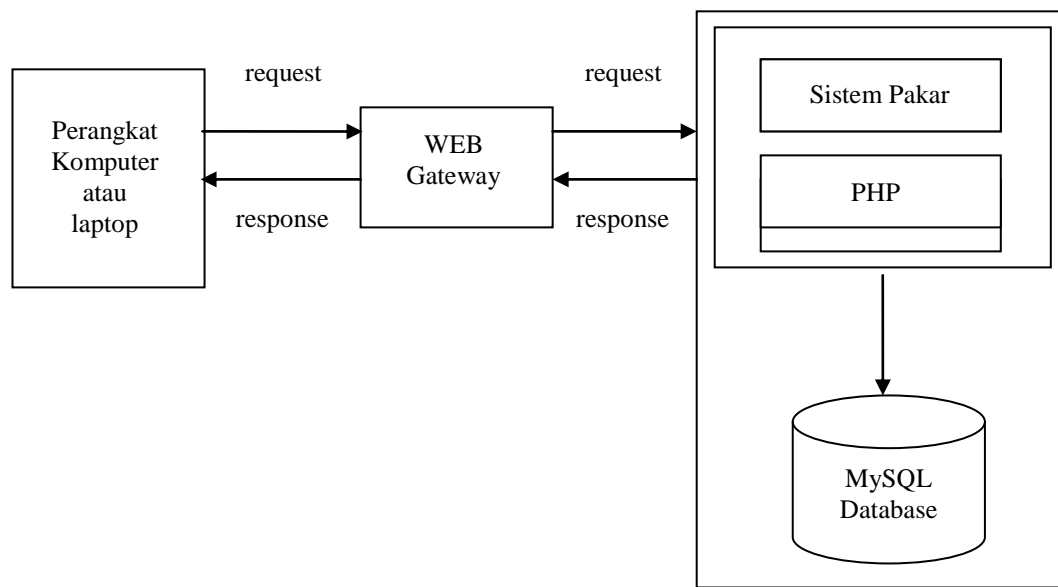 request
request
Perangkat
Komputer
atau
laptop
WEB
Gateway
response
response
Sistem Pakar
PHP
MySQL
Database